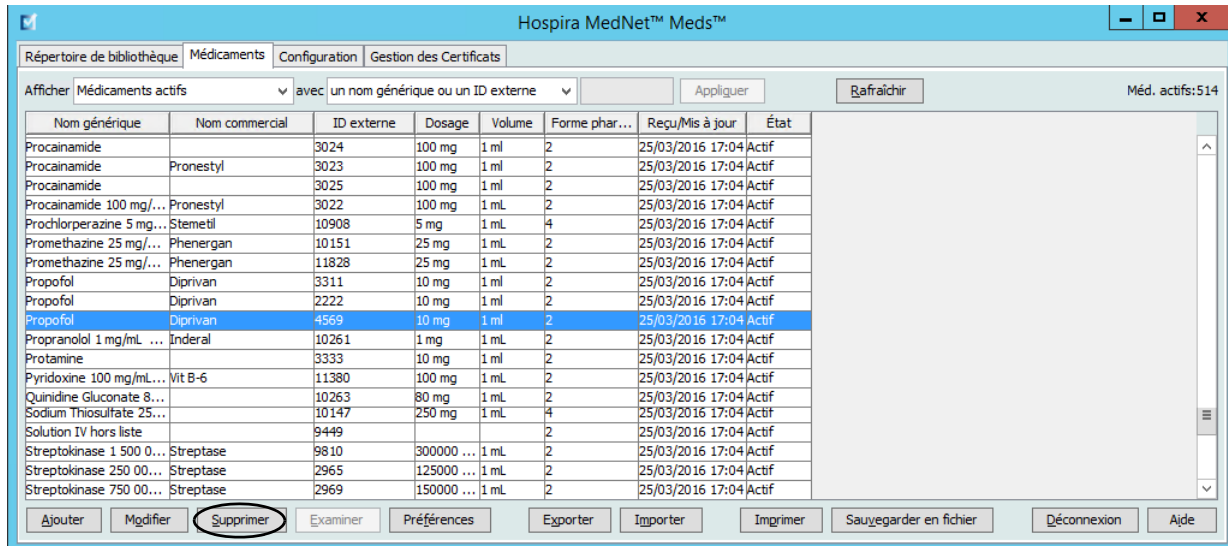 Hospira MedNet™ Meds™
Répertoire de bibliothèque Médicaments Configuration Gestion des Certificats
Afficher Médicaments actifs avec un nom générique ou un ID externe Appliquer Rafraîchir Méd. actifs:514
Nom générique Nom commercial ID externe Dosage Volume Forme phar... Reçu/Mis à jour État
Procainamide 3024 100 mg 1 ml 2 25/03/2016 17:04 Actif
Procainamide Pronestyl 3023 100 mg 1 ml 2 25/03/2016 17:04 Actif
Procainamide 3025 100 mg 1 ml 2 25/03/2016 17:04 Actif
Procainamide 100 mg/... Pronestyl 3022 100 mg 1 mL 2 25/03/2016 17:04 Actif
Prochlorperazine 5 mg... Stemetil 10908 5 mg 1 mL 4 25/03/2016 17:04 Actif
Promethazine 25 mg/... Phenergan 10151 25 mg 1 mL 2 25/03/2016 17:04 Actif
Promethazine 25 mg/... Phenergan 11828 25 mg 1 mL 2 25/03/2016 17:04 Actif
Propofol Diprivan 3311 10 mg 1 ml 2 25/03/2016 17:04 Actif
Propofol Diprivan 2222 10 mg 1 ml 2 25/03/2016 17:04 Actif
Propofol Diprivan 4569 10 mg 1 ml 2 25/03/2016 17:04 Actif
Propranolol 1 mg/mL ... Inderal 10261 1 mg 1 mL 2 25/03/2016 17:04 Actif
Protamine 3333 10 mg 1 ml 2 25/03/2016 17:04 Actif
Pyridoxine 100 mg/mL... Vit B-6 11380 100 mg 1 mL 2 25/03/2016 17:04 Actif
Quinidine Gluconate 8... 10263 80 mg 1 mL 2 25/03/2016 17:04 Actif
Sodium Thiosulfate 25... 10147 250 mg 1 mL 4 25/03/2016 17:04 Actif
Solution IV hors liste 9449 2 25/03/2016 17:04 Actif
Streptokinase 1 500 0... Streptase 9810 300000 ... 1 mL 2 25/03/2016 17:04 Actif
Streptokinase 250 00... Streptase 2965 125000 ... 1 mL 2 25/03/2016 17:04 Actif
Streptokinase 750 00... Streptase 2969 150000 ... 1 mL 2 25/03/2016 17:04 Actif
Ajouter Modifier Supprimer Examiner Préférences Exporter Importer Imprimer Sauvegarder en fichier Déconnexion Aide